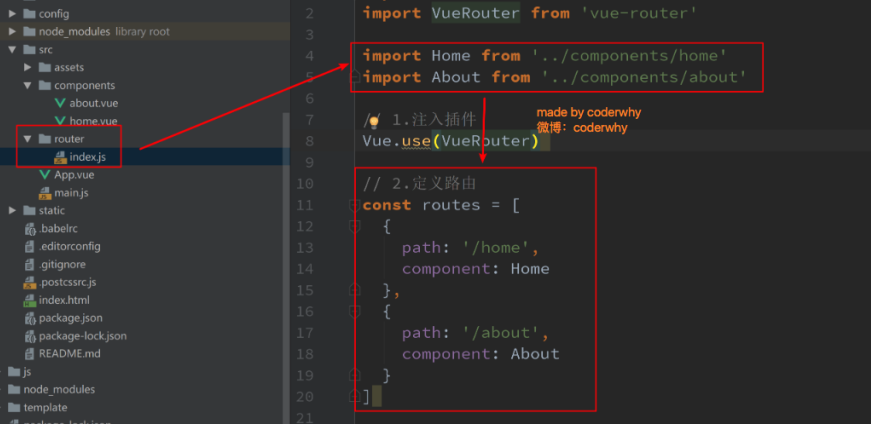 config
node_modules library root
src
assets
components
about.vue
home.vue
router
index.js
App.vue
main.js
static
.babelrc
.editorconfig
.gitignore
.postcssrc.js
index.html
package.json
package-lock.json
README.md
js
node_modules
template
package-lock.json
2 import VueRouter from 'vue-router'
3
4 import Home from '../components/home'
5 import About from '../components/about'
6
7 // 1.注入插件
8 Vue.use(VueRouter)
9
10 // 2.定义路由
11 const routes = [
12 {
13 path: '/home',
14 component: Home
15 },
16 {
17 path: '/about',
18 component: About
19 }
20 ]
21
made by coderwhy
微博：coderwhy